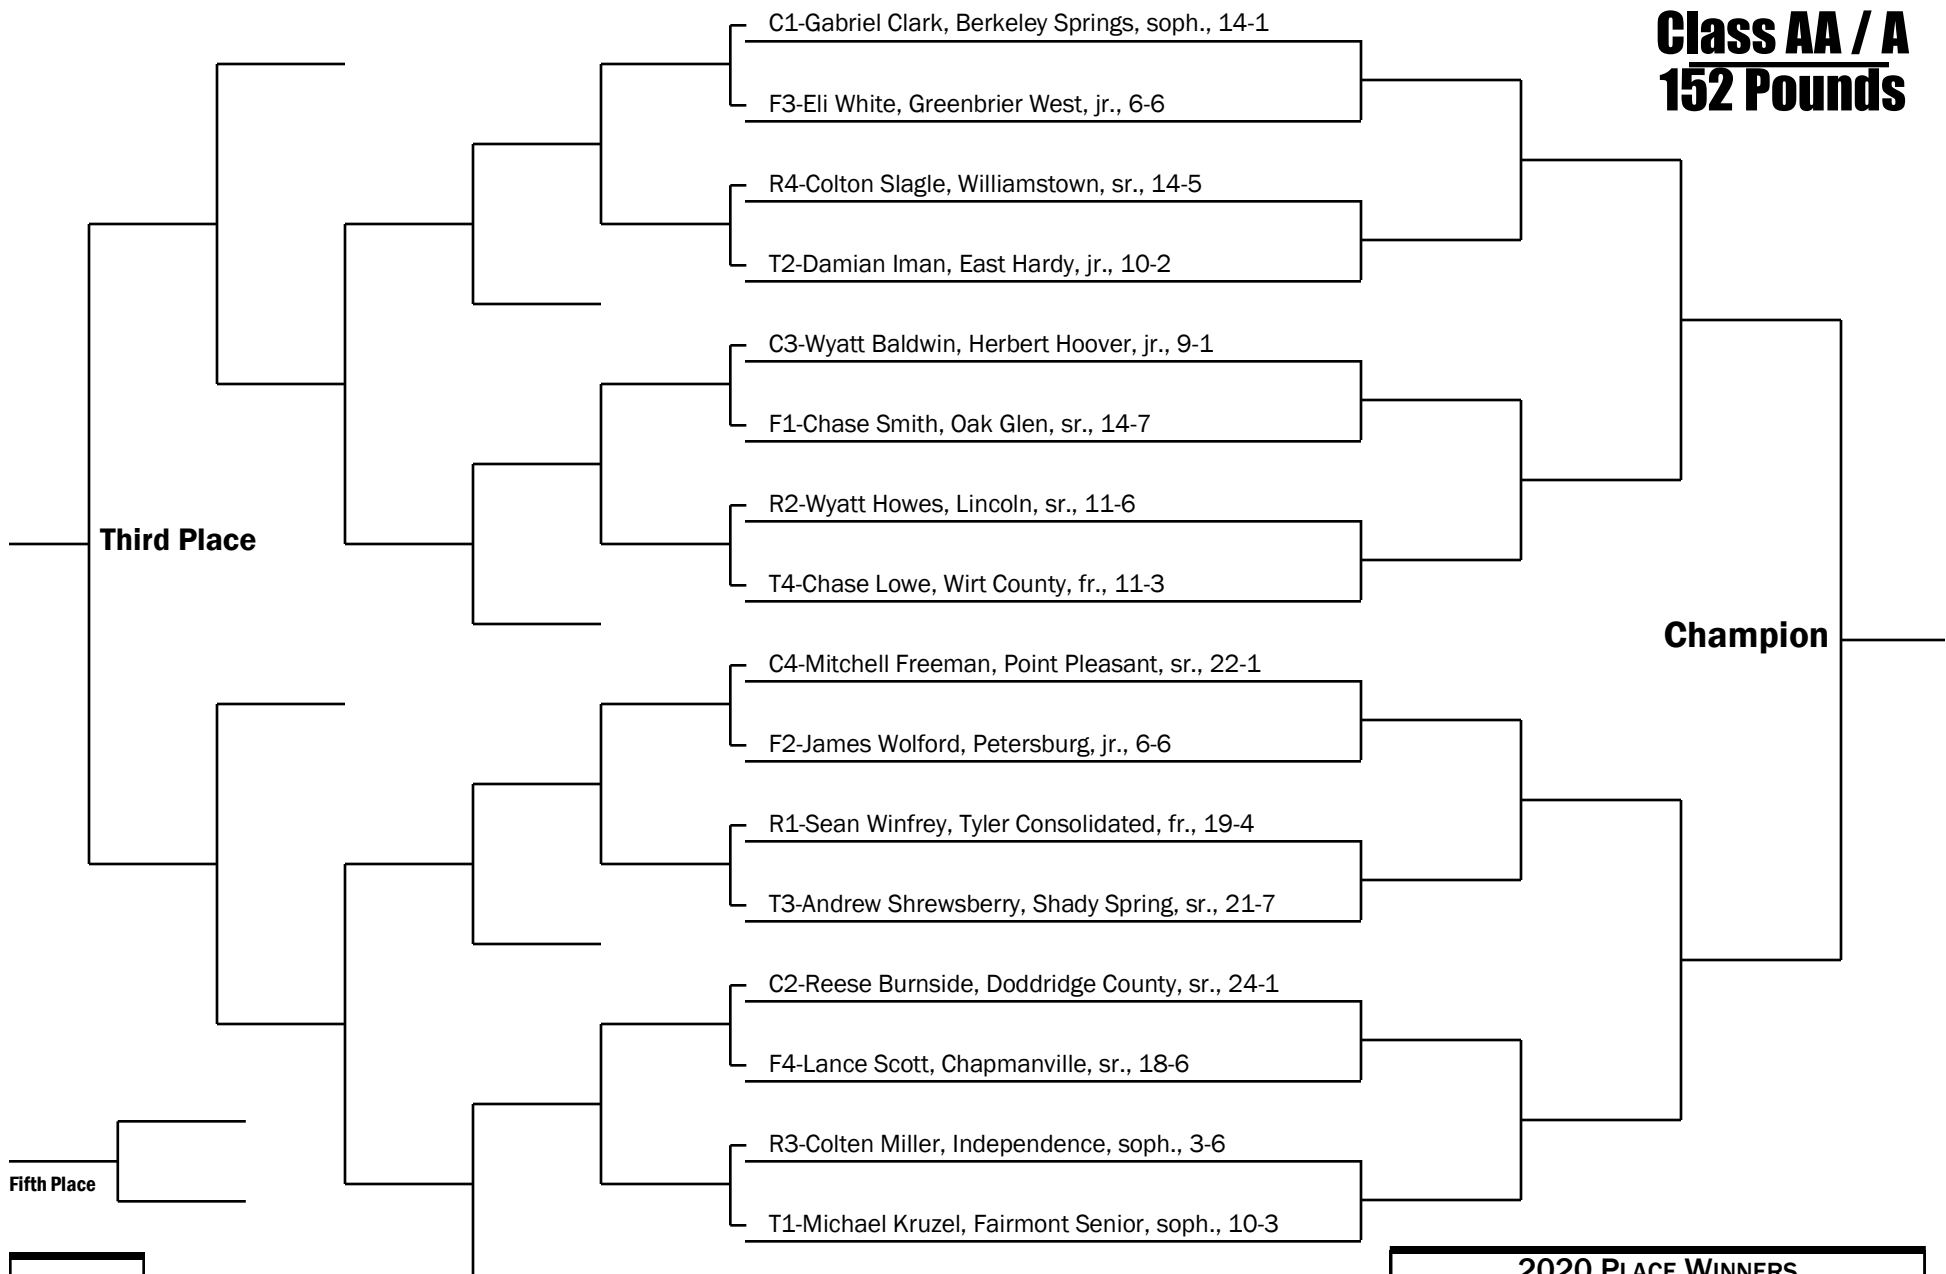 Class AA / A
152 Pounds
C1-Gabriel Clark, Berkeley Springs, soph., 14-1
F3-Eli White, Greenbrier West, jr., 6-6
R4-Colton Slagle, Williamstown, sr., 14-5
T2-Damian Iman, East Hardy, jr., 10-2
C3-Wyatt Baldwin, Herbert Hoover, jr., 9-1
F1-Chase Smith, Oak Glen, sr., 14-7
R2-Wyatt Howes, Lincoln, sr., 11-6
Third Place
T4-Chase Lowe, Wirt County, fr., 11-3
Champion
C4-Mitchell Freeman, Point Pleasant, sr., 22-1
F2-James Wolford, Petersburg, jr., 6-6
R1-Sean Winfrey, Tyler Consolidated, fr., 19-4
T3-Andrew Shrewsberry, Shady Spring, sr., 21-7
C2-Reese Burnside, Doddridge County, sr., 24-1
F4-Lance Scott, Chapmanville, sr., 18-6
R3-Colten Miller, Independence, soph., 3-6
Fifth Place
T1-Michael Kruzel, Fairmont Senior, soph., 10-3
2020 PLACE WINNERS